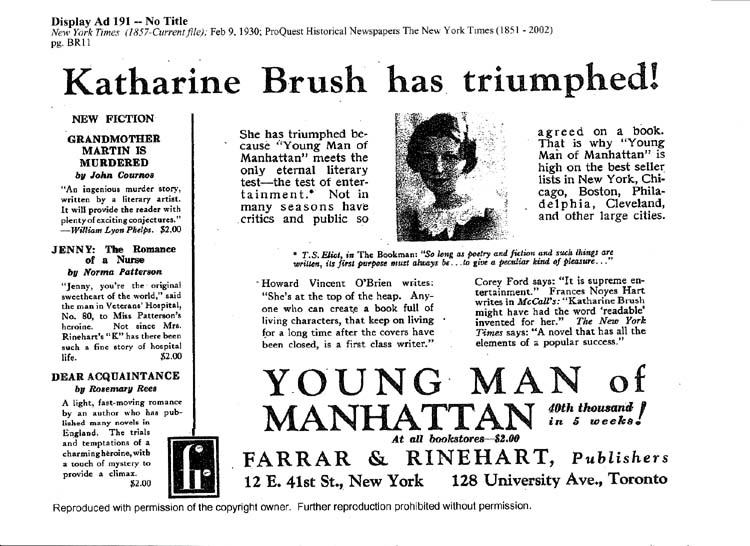 Display Ad 191 -- No Title
New York Times (1857-Current file); Feb 9, 1930; ProQuest Historical Newspapers The New York Times (1851 - 2002)
pg. BR11
Katharine Brush has triumphed!
NEW FICTION
GRANDMOTHER
MARTIN IS
MURDERED
by John Cournos
"An ingenious murder story,
written by a literary artist.
It will provide the reader with
plenty of exciting conjectures."
—William Lyon Phelps. $2.00
JENNY: The Romance
of a Nurse
by Norma Patterson
"Jenny, you're the original
sweetheart of the world," said
the man in Veterans' Hospital,
No. 80, to Miss Patterson's
heroine. Not since Mrs.
Rinehart's "K" has there been
such a fine story of hospital
life. $2.00
DEAR ACQUAINTANCE
by Rosemary Rees
A light, fast-moving romance
by an author who has pub-
lished many novels in
England. The trials
and temptations of a
charming heroine, with
a touch of mystery to
provide a climax.
$2.00
She has triumphed be-
cause "Young Man of
Manhattan" meets the
only eternal literary
test—the test of enter-
tainment.* Not in
many seasons have
critics and public so
agreed on a book.
That is why "Young
Man of Manhattan" is
high on the best seller
lists in New York, Chi-
cago, Boston, Phila-
delphia, Cleveland,
and other large cities.
* T.S. Eliot, in The Bookman: "So long as poetry and fiction and such things are
written, its first purpose must always be...to give a peculiar kind of pleasure..."
Howard Vincent O'Brien writes:
"She's at the top of the heap. Any-
one who can create a book full of
living characters, that keep on living
for a long time after the covers have
been closed, is a first class writer."
Corey Ford says: "It is supreme en-
tertainment." Frances Noyes Hart
writes in McCall's: "Katharine Brush
might have had the word 'readable'
invented for her." The New York
Times says: "A novel that has all the
elements of a popular success."
YOUNG MAN of
MANHATTAN 40th thousand
in 5 weeks!
At all bookstores—$2.00
fr
FARRAR & RINEHART, Publishers
12 E. 41st St., New York 128 University Ave., Toronto
Reproduced with permission of the copyright owner. Further reproduction prohibited without permission.